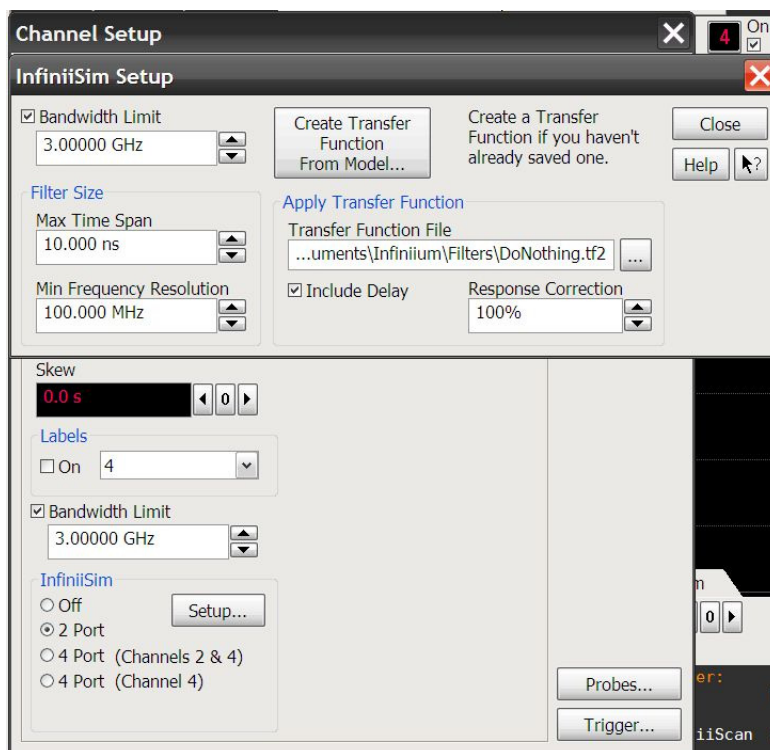 Channel Setup
4
On
InfiniiSim Setup
Bandwidth Limit
3.00000 GHz
Create Transfer
Function
From Model...
Create a Transfer
Function if you haven't
already saved one.
Close
Help
?
Filter Size
Max Time Span
10.000 ns
Min Frequency Resolution
100.000 MHz
Apply Transfer Function
Transfer Function File
...uments\Infiniium\Filters\DoNothing.tf2
...
Include Delay
Response Correction
100%
Skew
0.0 s
0
Labels
On
4
Bandwidth Limit
3.00000 GHz
InfiniiSim
Off
Setup...
2 Port
4 Port (Channels 2 & 4)
4 Port (Channel 4)
0
Probes...
Trigger...
er:
iiScan